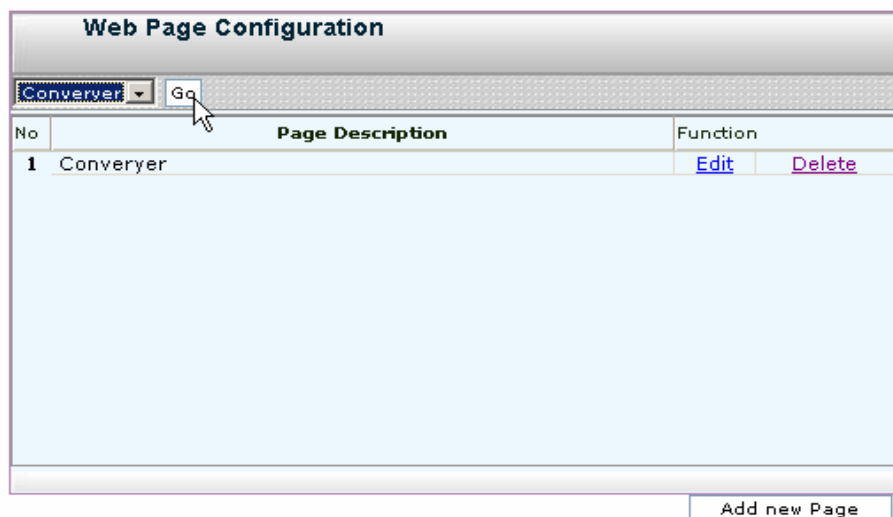 Web Page Configuration
Converyer Go
No Page Description Function
1 Converyer Edit Delete
Add new Page